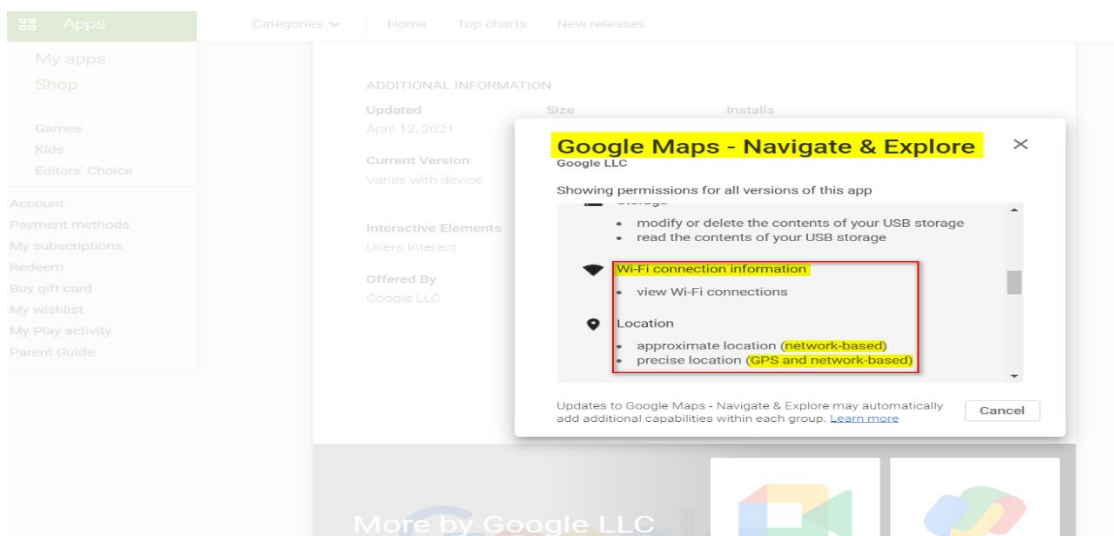 Apps
Categories Home Top charts New releases
My apps
Shop
Games
Kids
Editors' Choice
Account
Payment methods
My subscriptions
Redeem
Buy gift card
My wishlist
My Play activity
Parent Guide
ADDITIONAL INFORMATION
Updated
April 12, 2021
Size
Installs
Current Version
Varies with device
Interactive Elements
Users Interact
Offered By
Google LLC
Google Maps - Navigate & Explore
Google LLC
Showing permissions for all versions of this app
Storage
• modify or delete the contents of your USB storage
• read the contents of your USB storage
Wi-Fi connection information
• view Wi-Fi connections
Location
• approximate location (network-based)
• precise location (GPS and network-based)
Updates to Google Maps - Navigate & Explore may automatically
add additional capabilities within each group. Learn more
Cancel
More by Google LLC